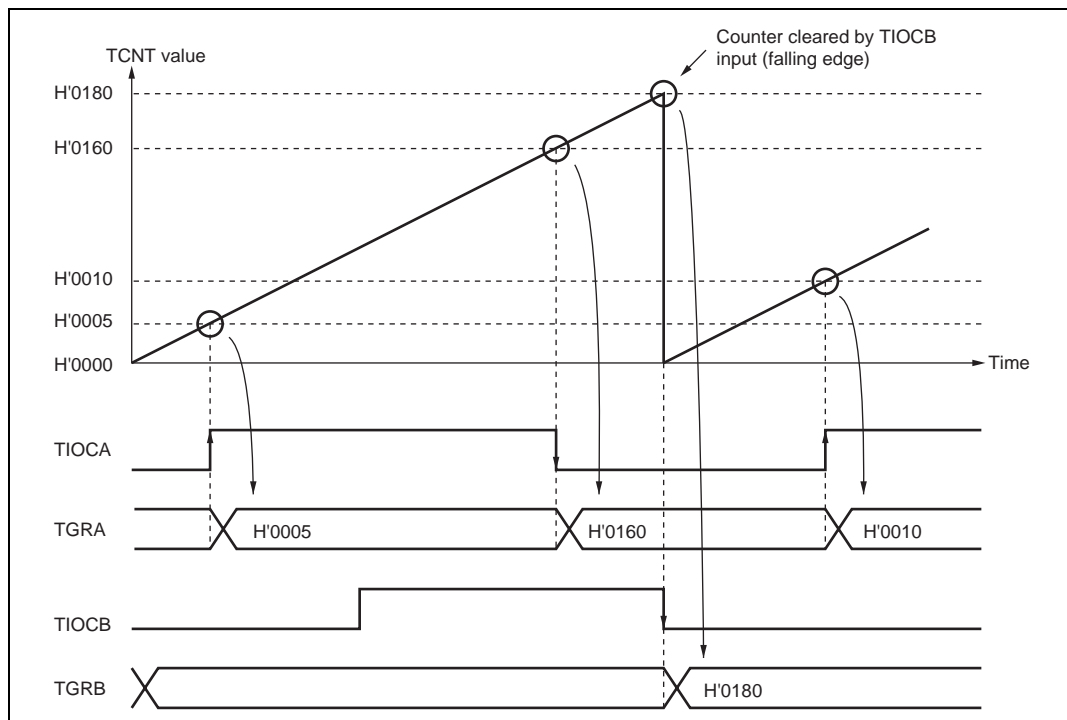 Counter cleared by TIOCB
input (falling edge)
TCNT value
H'0180
H'0160
H'0010
H'0005
H'0000
Time
TIOCA
TGRA
H'0005
H'0160
H'0010
TIOCB
TGRB
H'0180